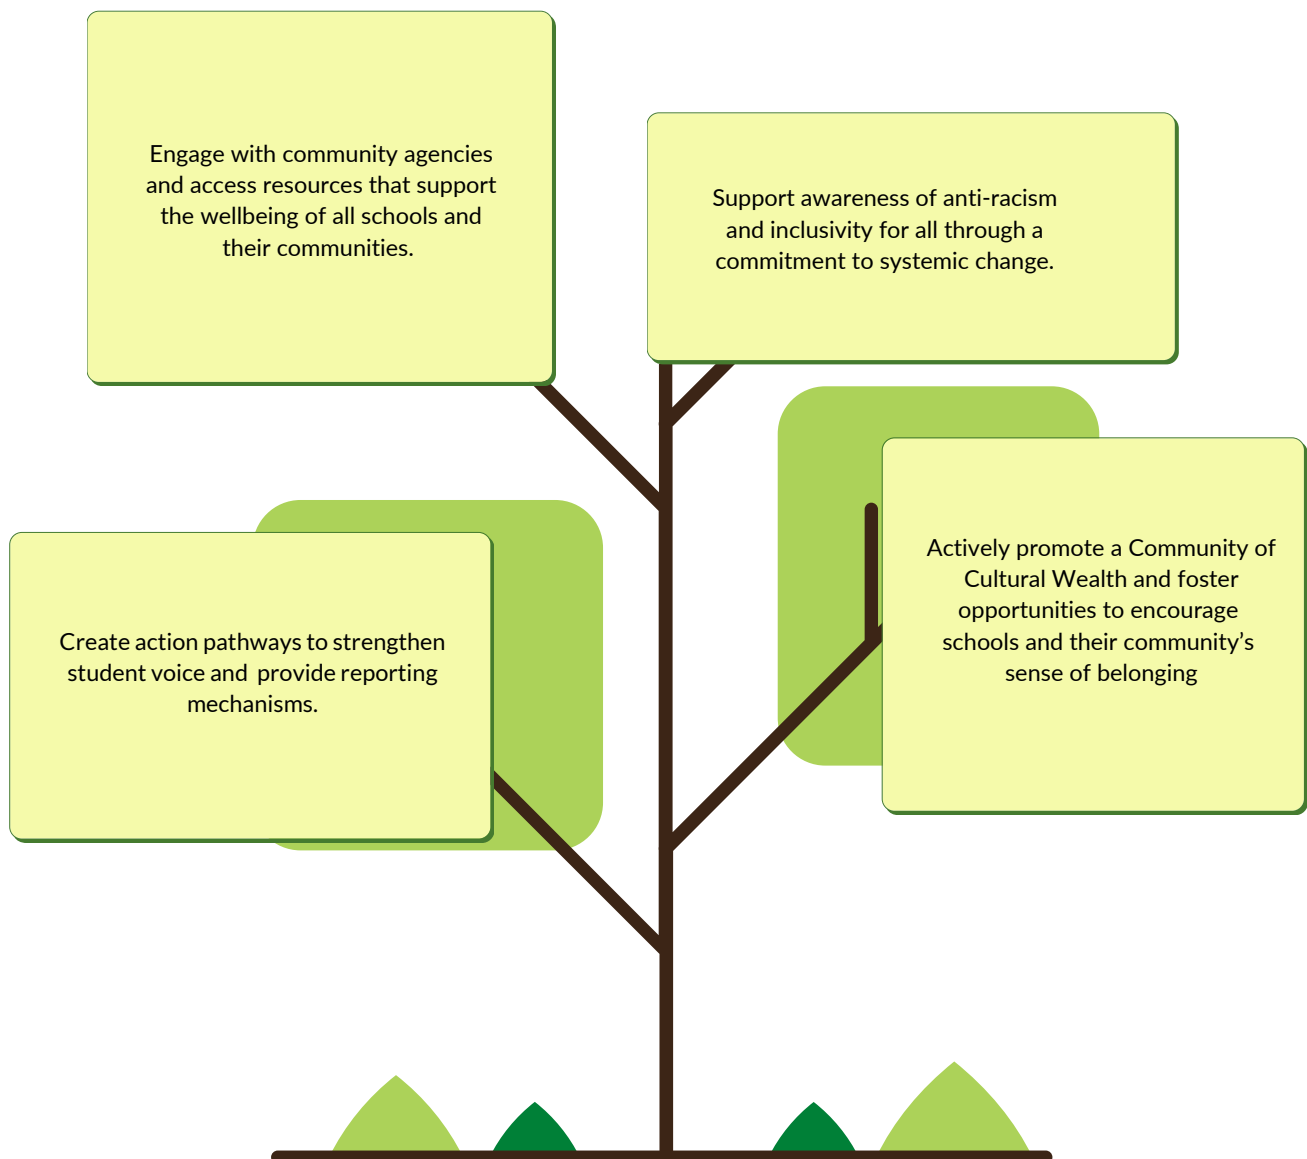 Engage with community agencies
and access resources that support
the wellbeing of all schools and
their communities.
Support awareness of anti-racism
and inclusivity for all through a
commitment to systemic change.
Create action pathways to strengthen
student voice and  provide reporting
mechanisms.
Actively promote a Community of
Cultural Wealth and foster
opportunities to encourage
schools and their community’s
sense of belonging